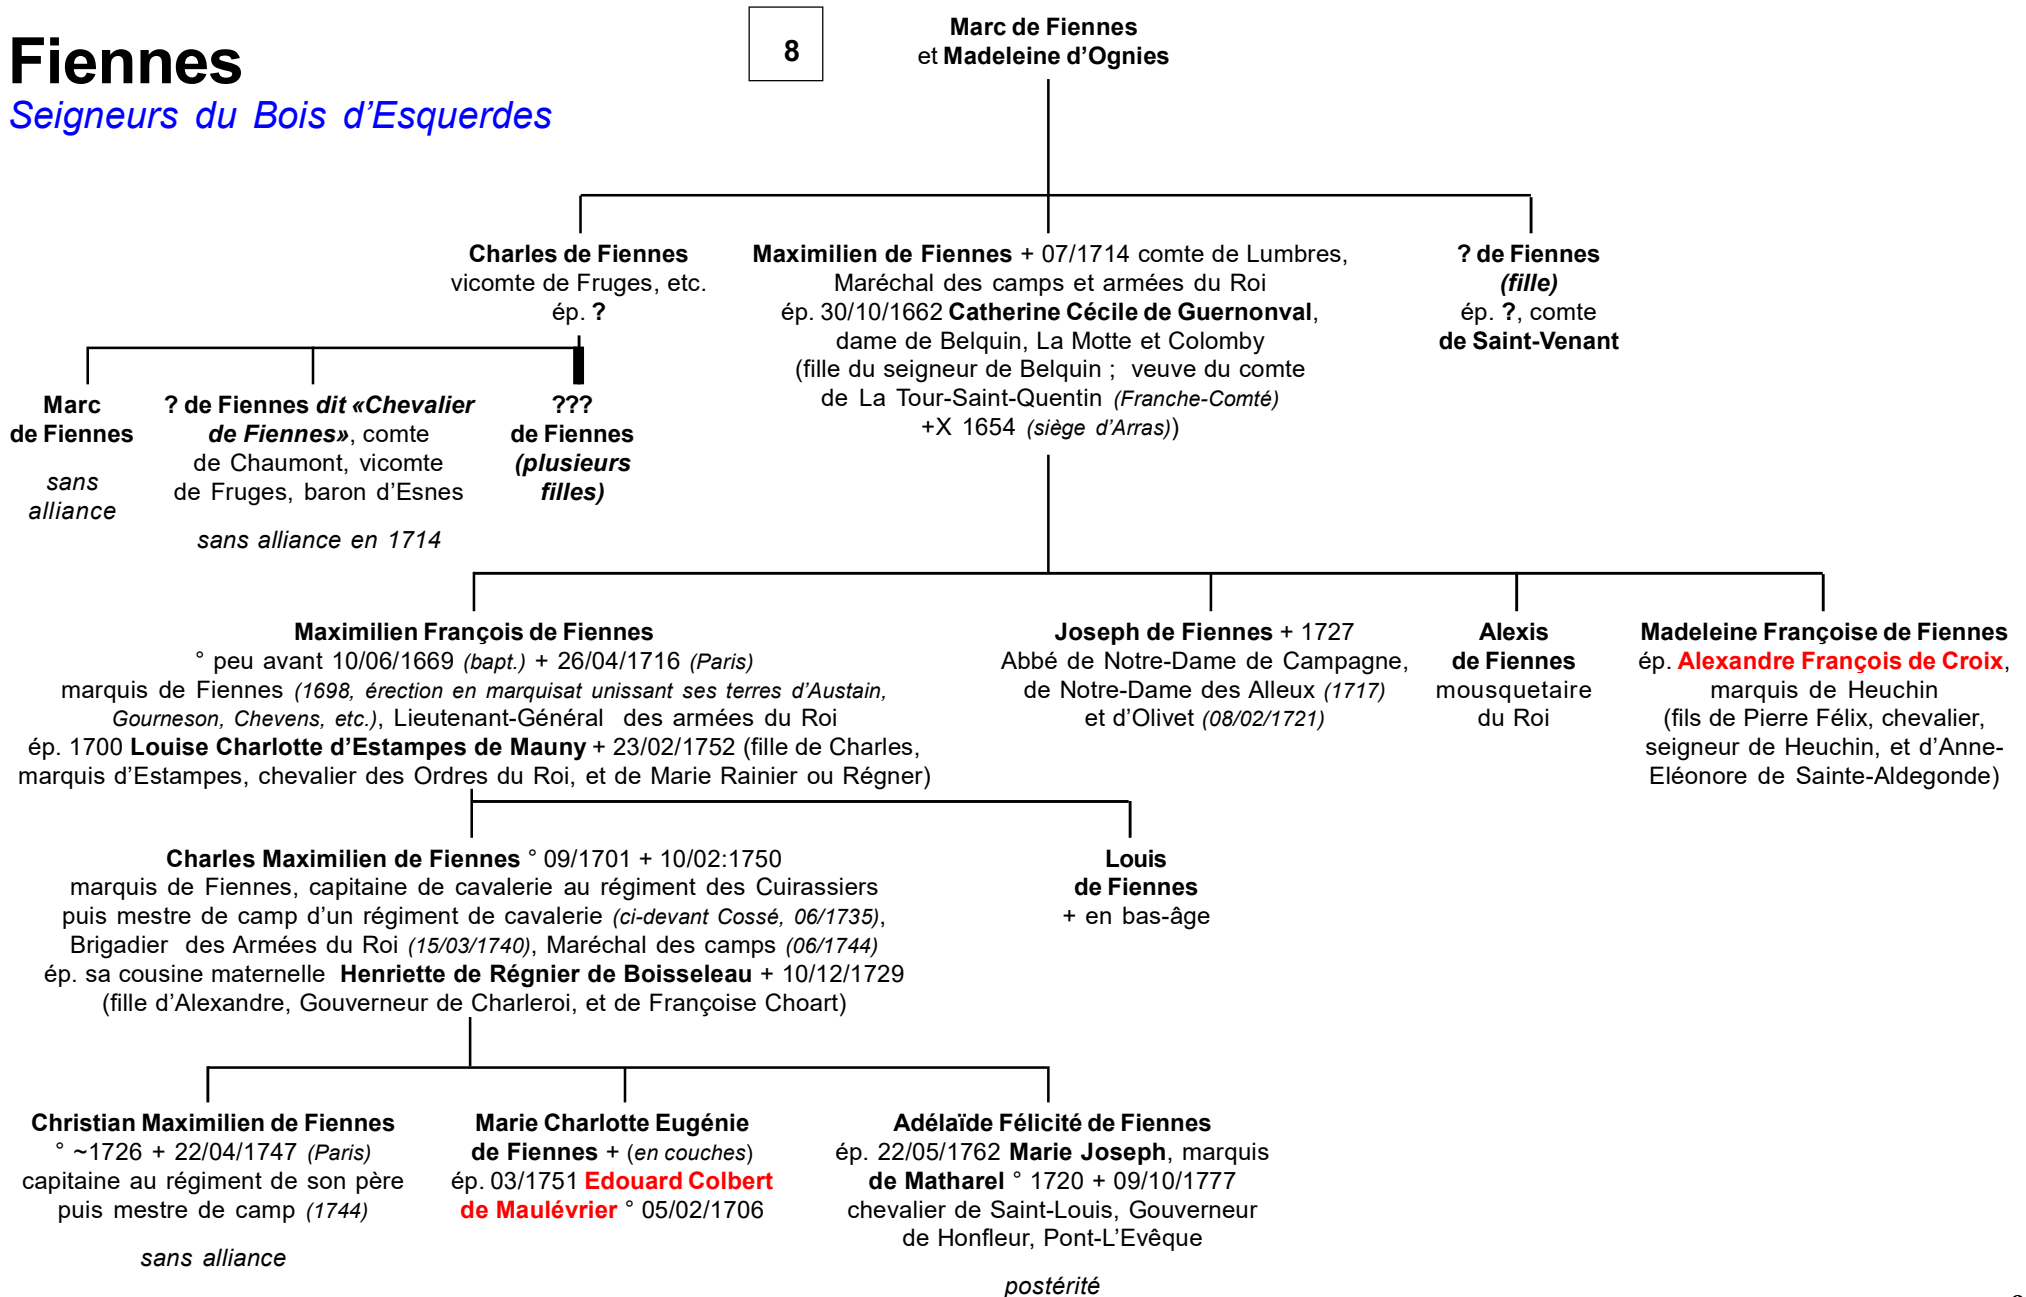 Fiennes
Seigneurs du Bois d’Esquerdes
8
Marc de Fiennes
et Madeleine d’Ognies
Charles de Fiennes
vicomte de Fruges, etc.
ép. ?
Maximilien de Fiennes + 07/1714 comte de Lumbres,
Maréchal des camps et armées du Roi
ép. 30/10/1662 Catherine Cécile de Guernonval,
dame de Belquin, La Motte et Colomby
(fille du seigneur de Belquin ; veuve du comte
de La Tour-Saint-Quentin (Franche-Comté)
+X 1654 (siège d’Arras))
? de Fiennes
(fille)
ép. ?, comte
de Saint-Venant
Marc
de Fiennes
sans
alliance
? de Fiennes dit «Chevalier
de Fiennes», comte
de Chaumont, vicomte
de Fruges, baron d’Esnes
sans alliance en 1714
???
de Fiennes
(plusieurs
filles)
Maximilien François de Fiennes
° peu avant 10/06/1669 (bapt.) + 26/04/1716 (Paris)
marquis de Fiennes (1698, érection en marquisat unissant ses terres d’Austain,
Gourneson, Chevens, etc.), Lieutenant-Général des armées du Roi
ép. 1700 Louise Charlotte d’Estampes de Mauny + 23/02/1752 (fille de Charles,
marquis d’Estampes, chevalier des Ordres du Roi, et de Marie Rainier ou Régner)
Joseph de Fiennes + 1727
Abbé de Notre-Dame de Campagne,
de Notre-Dame des Alleux (1717)
et d’Olivet (08/02/1721)
Alexis
de Fiennes
mousquetaire
du Roi
Madeleine Françoise de Fiennes
ép. Alexandre François de Croix,
marquis de Heuchin
(fils de Pierre Félix, chevalier,
seigneur de Heuchin, et d’Anne-
Eléonore de Sainte-Aldegonde)
Charles Maximilien de Fiennes ° 09/1701 + 10/02:1750
marquis de Fiennes, capitaine de cavalerie au régiment des Cuirassiers
puis mestre de camp d’un régiment de cavalerie (ci-devant Cossé, 06/1735),
Brigadier des Armées du Roi (15/03/1740), Maréchal des camps (06/1744)
ép. sa cousine maternelle Henriette de Régnier de Boisseleau + 10/12/1729
(fille d’Alexandre, Gouverneur de Charleroi, et de Françoise Choart)
Louis
de Fiennes
+ en bas-âge
Christian Maximilien de Fiennes
° ~1726 + 22/04/1747 (Paris)
capitaine au régiment de son père
puis mestre de camp (1744)
sans alliance
Marie Charlotte Eugénie
de Fiennes + (en couches)
ép. 03/1751 Edouard Colbert
de Maulévrier ° 05/02/1706
Adélaïde Félicité de Fiennes
ép. 22/05/1762 Marie Joseph, marquis
de Matharel ° 1720 + 09/10/1777
chevalier de Saint-Louis, Gouverneur
de Honfleur, Pont-L’Evêque
postérité